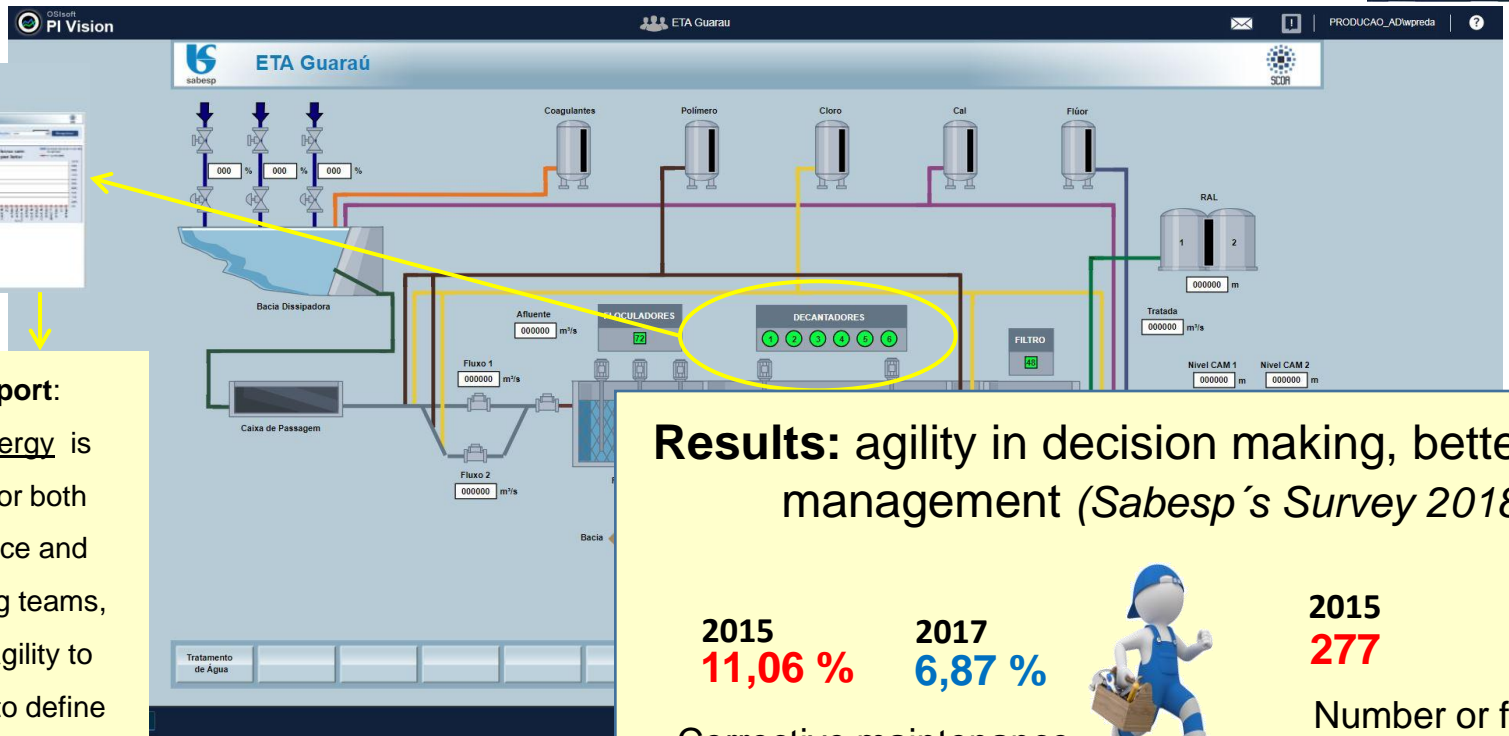 OSIsoft
PI Vision
ETA Guarau
PRODUCAO_AD\wpreda
?
sabesp
ETA Guaraú
SCOA
Coagulantes
Polímero
Cloro
Cal
Flúor
000 %
000 %
000 %
RAL
1
2
000000 m
Bacia Dissipadora
Afluente
000000 m³/s
FLOCULADORES
72
DECANTADORES
1 2 3 4 5 6
FILTRO
48
Tratada
000000 m³/s
Nivel CAM 1
000000 m
Nivel CAM 2
000000 m
Fluxo 1
000000 m³/s
Caixa de Passagem
Fluxo 2
000000 m³/s
Bacia
Tratamento
de Água
port:
ergy is
or both
ce and
g teams,
gility to
to define
Results: agility in decision making, bette
management (Sabesp´s Survey 2018
2015
11,06 %
2017
6,87 %
Corrective maintenance
2015
277
Number or f